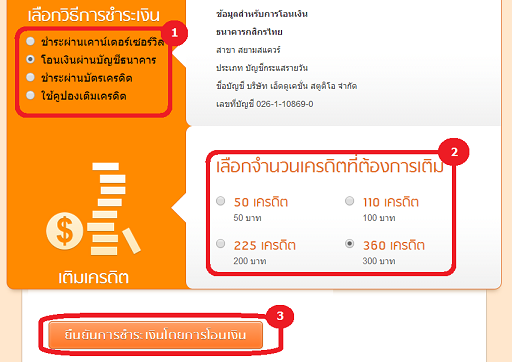 เลือกวิธีการชำระเงิน
1
ชำระผ่านเคาน์เตอร์เซอร์วิส
โอนเงินผ่านบัญชีธนาคาร
ชำระผ่านบัตรเครดิต
ใช้คูปองเติมเครดิต
ข้อมูลสำหรับการโอนเงิน
ธนาคารกสิกรไทย
สาขา สยามสแควร์
ประเภท บัญชีกระแสรายวัน
ชื่อบัญชี บริษัท เอ็ดดูเคชั่น สตูดิโอ จำกัด
เลขที่บัญชี 026-1-10869-0
2
เลือกจำนวนเครดิตที่ต้องการเติม
50 เครดิต
50 บาท
110 เครดิต
100 บาท
225 เครดิต
200 บาท
360 เครดิต
300 บาท
$
เติมเครดิต
3
ยืนยันการชำระเงินโดยการโอนเงิน